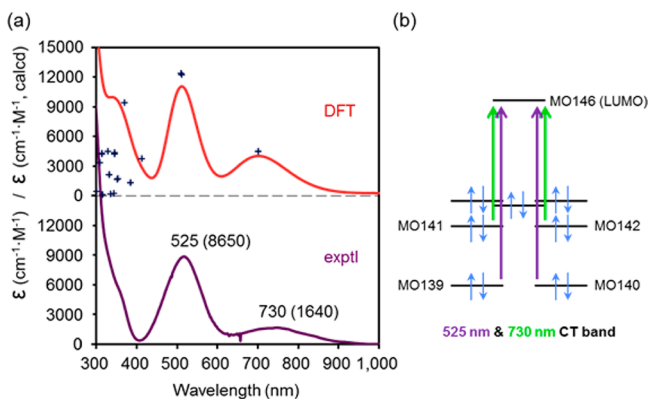 (a)
(b)
ε (cm⁻¹·M⁻¹) / ε (cm⁻¹·M⁻¹, calcd)
15000
12000
9000
6000
3000
0
12000
9000
6000
3000
0
DFT
525 (8650)
exptl
730 (1640)
300 400 500 600 700 800 900 1,000
Wavelength (nm)
MO146 (LUMO)
MO141
MO142
MO139
MO140
525 nm & 730 nm CT band